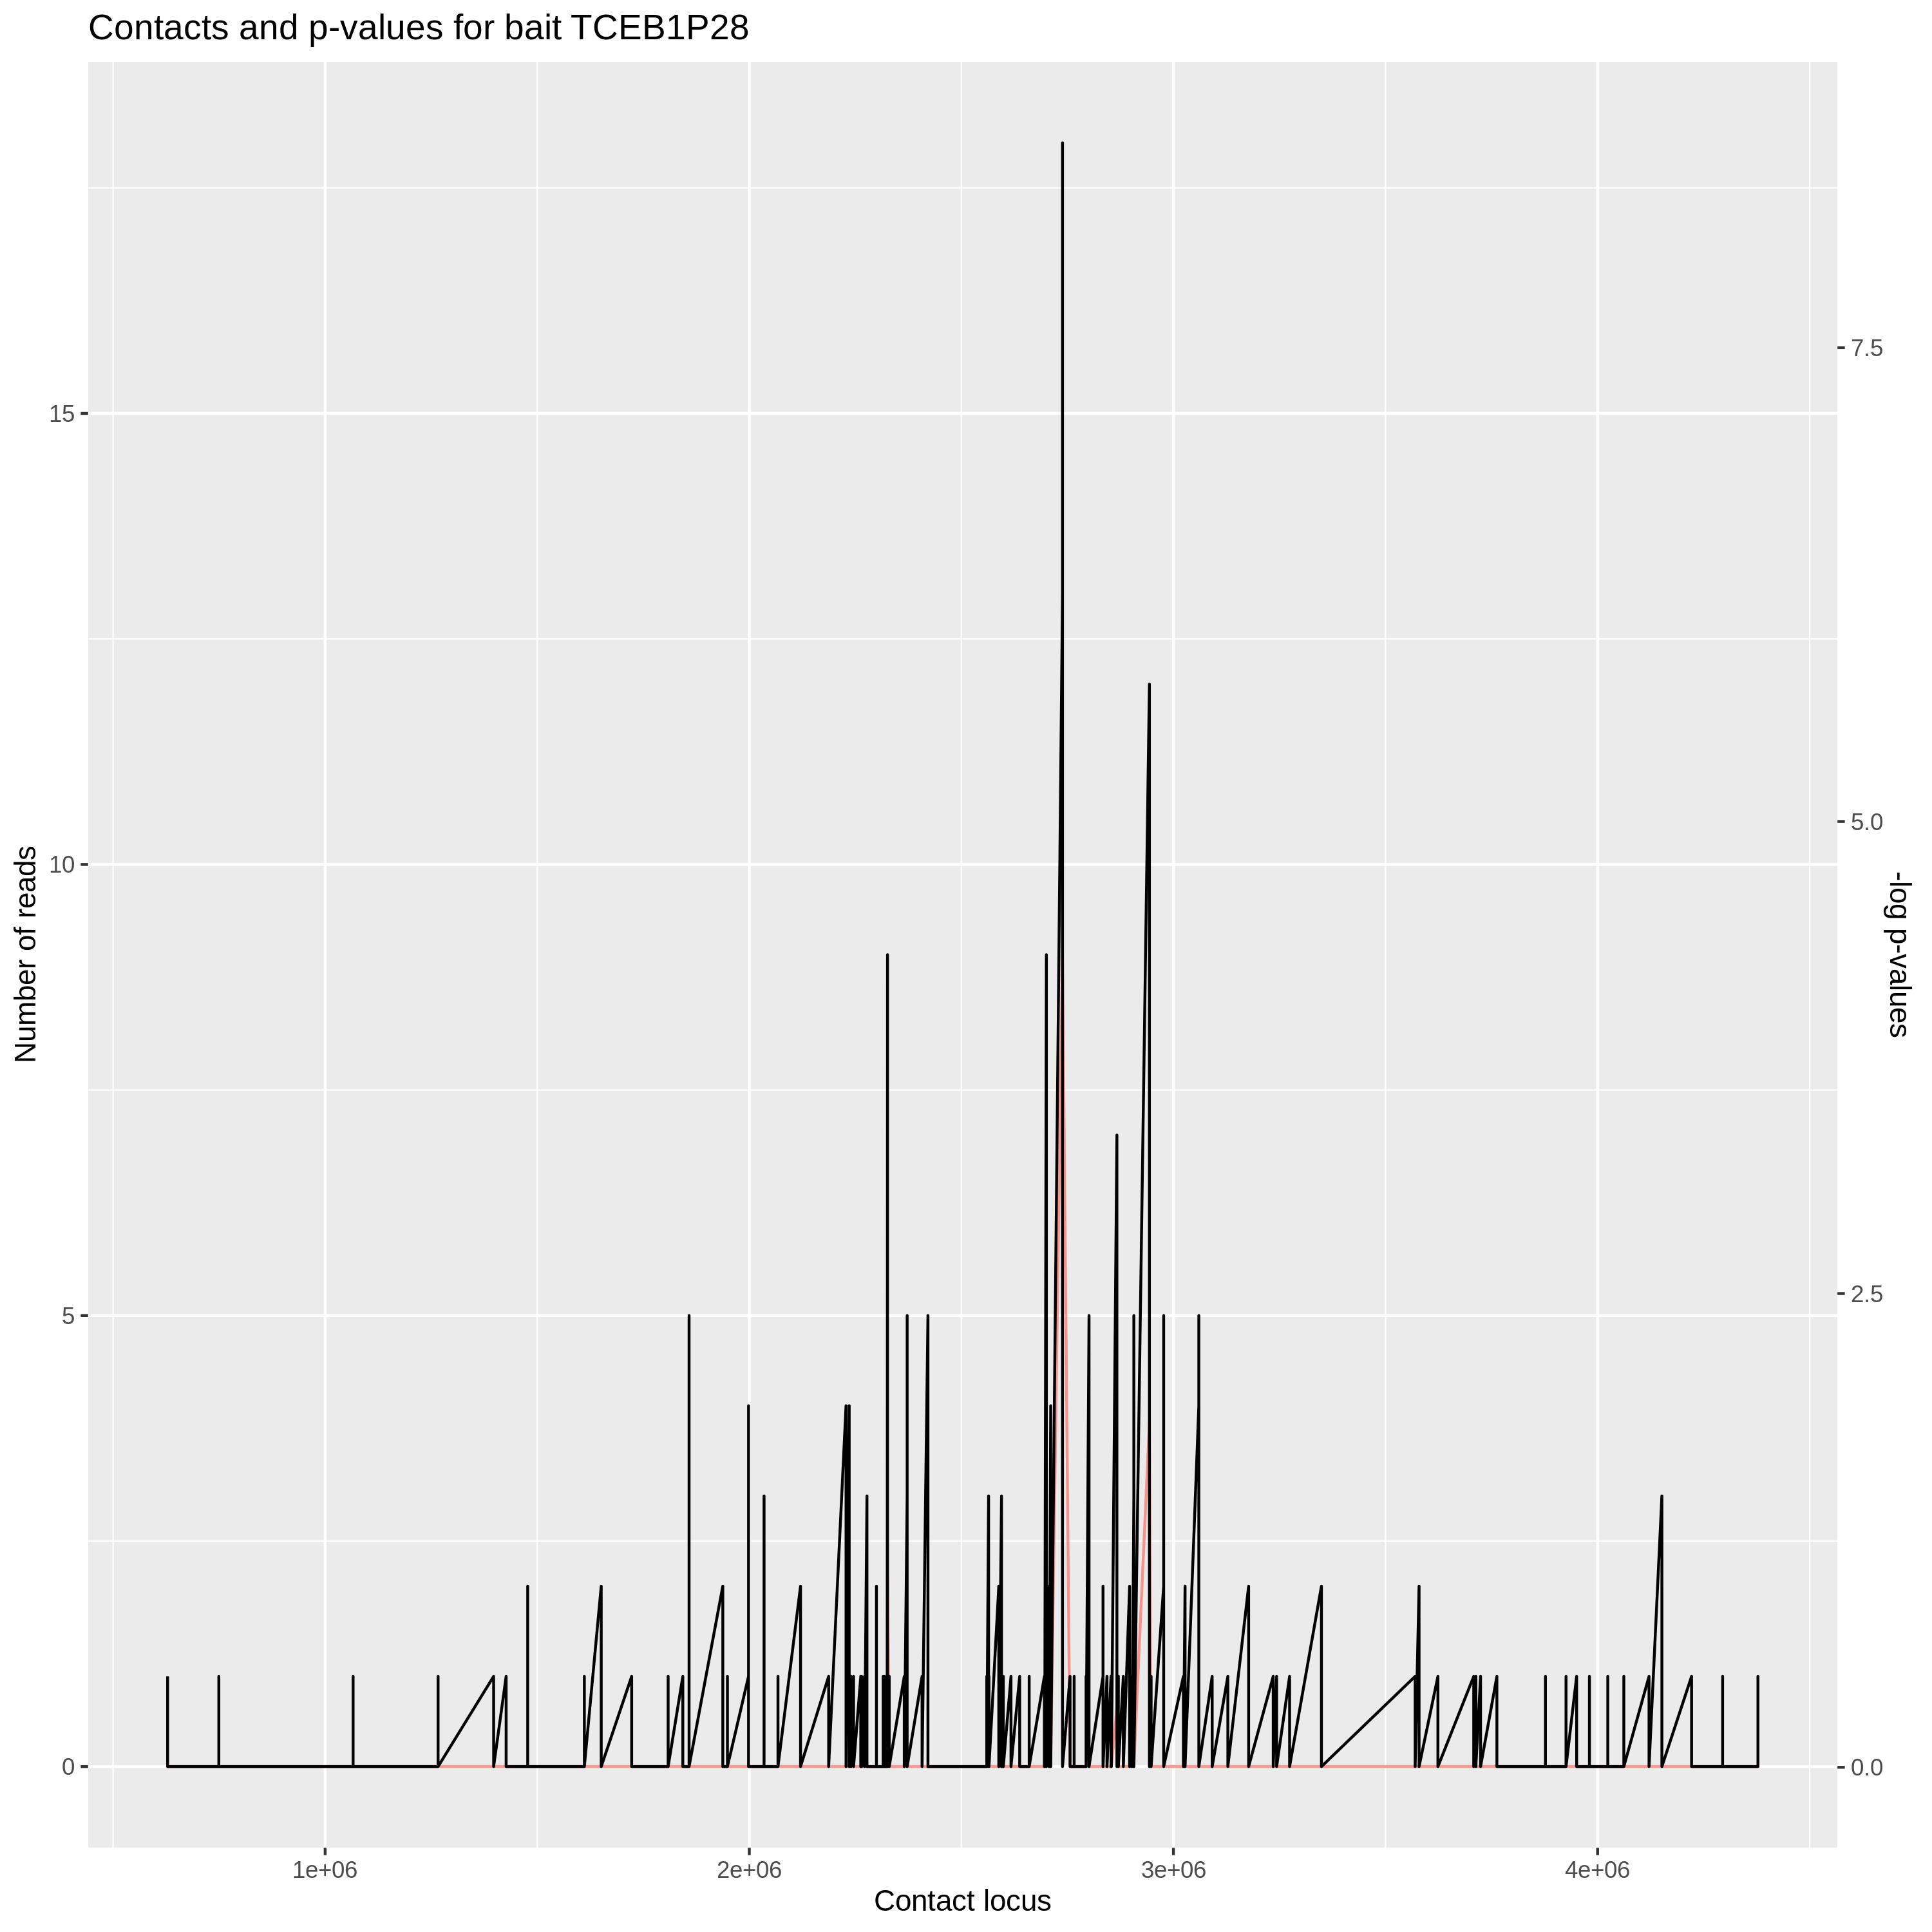 Contacts and p-values for bait TCEB1P28
Number of reads
15
10
5
0
7.5
5.0
2.5
0.0
-log p-values
1e+06
2e+06
3e+06
4e+06
Contact locus